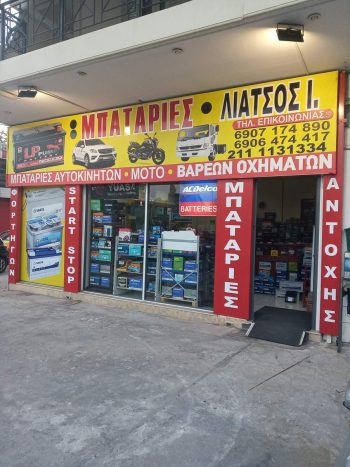 ΜΠΑΤΑΡΙΕΣ • ΛΙΑΤΣΟΣ Ι.
ΤΗΛ. ΕΠΙΚΟΙΝΩΝΙΑΣ
6907 174 890
6906 474 417
211 1131334
ΜΠΑΤΑΡΙΕΣ ΑΥΤΟΚΙΝΗΤΩΝ • ΜΟΤΟ • ΒΑΡΕΩΝ ΟΧΗΜΑΤΩΝ
START STOP
YUASA
ACDelco
BATTERIES
ΜΠΑΤΑΡΙΕΣ
ΑΝΤΟΧΗΣ